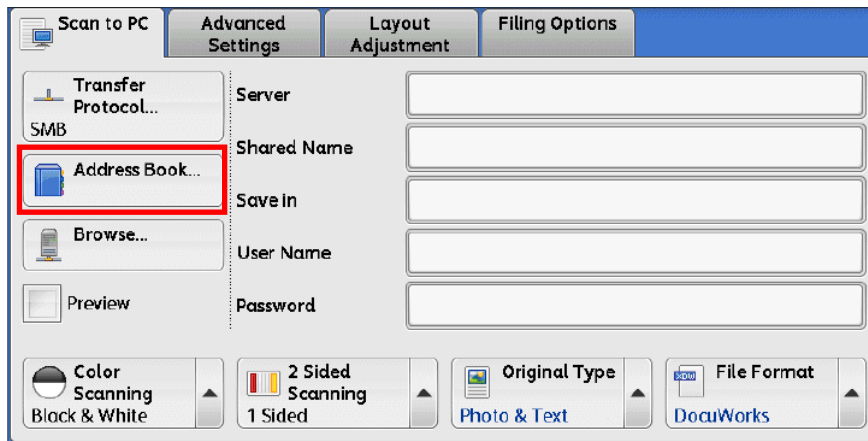 Scan to PC
Advanced
Settings
Layout
Adjustment
Filing Options
Transfer
Protocol...
SMB
Address Book...
Browse...
Preview
Server
Shared Name
Save in
User Name
Password
Color
Scanning
Black & White
2 Sided
Scanning
1 Sided
Original Type
Photo & Text
XDW
File Format
DocuWorks